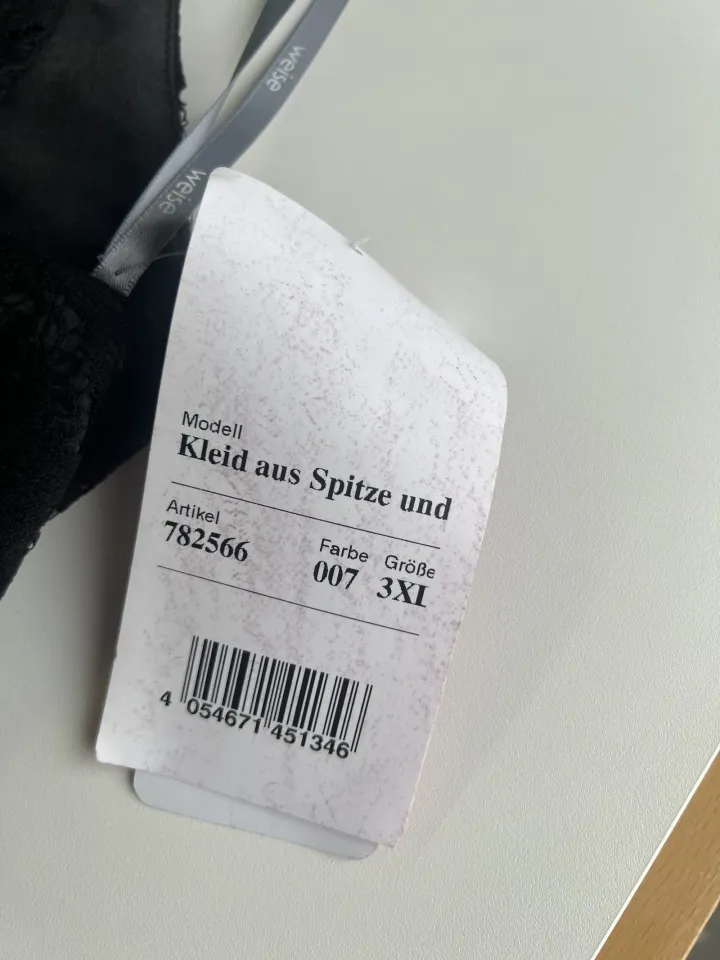 weise
weise
Modell
Kleid aus Spitze und
Artikel
782566
Farbe
007
Größe
3XL
4 054671 451346